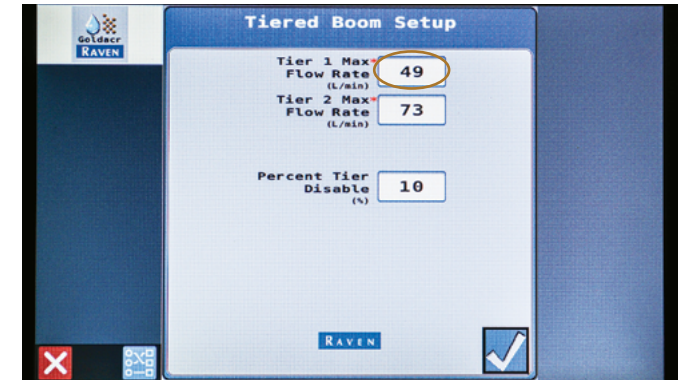 Goldacr
RAVEN
Tiered Boom Setup
Tier 1 Max*
Flow Rate
(L/min)
49
Tier 2 Max*
Flow Rate
(L/min)
73
Percent Tier
Disable
(%)
10
RAVEN